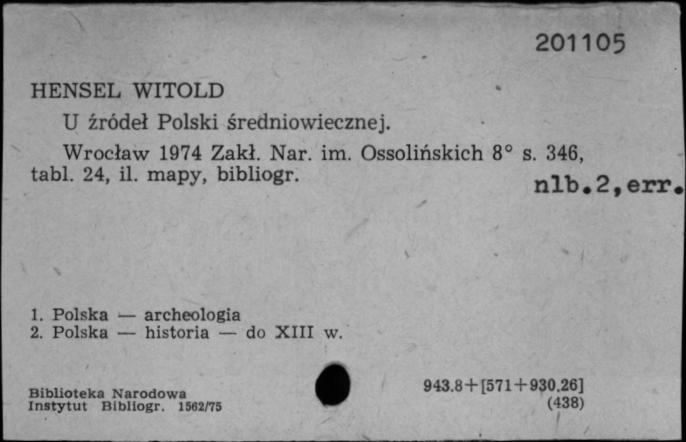 201105
HENSEL WITOLD
U źródeł Polski średniowiecznej.
Wrocław 1974 Zakł. Nar. im. Ossolińskich 8° s. 346,
tabl. 24, il. mapy, bibliogr.
nlb.2,err.
1. Polska — archeologia
2. Polska — historia — do XIII w.
Biblioteka Narodowa
Instytut Bibliogr. 1562/75
943.8+[571+930.26]
(438)